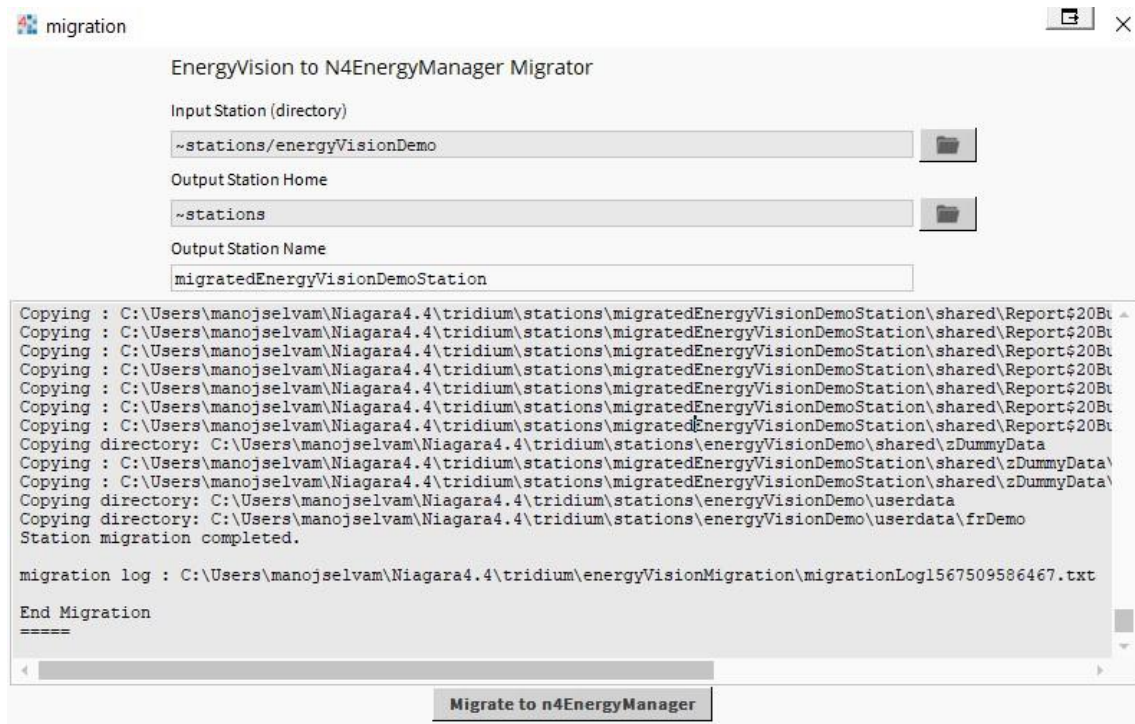 migration
EnergyVision to N4EnergyManager Migrator
Input Station (directory)
~stations/energyVisionDemo
Output Station Home
~stations
Output Station Name
migratedEnergyVisionDemoStation
Copying : C:\Users\manojselvam\Niagara4.4\tridium\stations\migratedEnergyVisionDemoStation\shared\Report$20Bu
Copying : C:\Users\manojselvam\Niagara4.4\tridium\stations\migratedEnergyVisionDemoStation\shared\Report$20Bu
Copying : C:\Users\manojselvam\Niagara4.4\tridium\stations\migratedEnergyVisionDemoStation\shared\Report$20Bu
Copying : C:\Users\manojselvam\Niagara4.4\tridium\stations\migratedEnergyVisionDemoStation\shared\Report$20Bu
Copying : C:\Users\manojselvam\Niagara4.4\tridium\stations\migratedEnergyVisionDemoStation\shared\Report$20Bu
Copying : C:\Users\manojselvam\Niagara4.4\tridium\stations\migratedEnergyVisionDemoStation\shared\Report$20Bu
Copying : C:\Users\manojselvam\Niagara4.4\tridium\stations\migratedEnergyVisionDemoStation\shared\Report$20Bu
Copying directory: C:\Users\manojselvam\Niagara4.4\tridium\stations\energyVisionDemo\shared\zDummyData
Copying : C:\Users\manojselvam\Niagara4.4\tridium\stations\migratedEnergyVisionDemoStation\shared\zDummyData\
Copying : C:\Users\manojselvam\Niagara4.4\tridium\stations\migratedEnergyVisionDemoStation\shared\zDummyData\
Copying directory: C:\Users\manojselvam\Niagara4.4\tridium\stations\energyVisionDemo\userdata
Copying directory: C:\Users\manojselvam\Niagara4.4\tridium\stations\energyVisionDemo\userdata\frDemo
Station migration completed.
migration log : C:\Users\manojselvam\Niagara4.4\tridium\energyVisionMigration\migrationLog1567509586467.txt
End Migration
=====
Migrate to n4EnergyManager